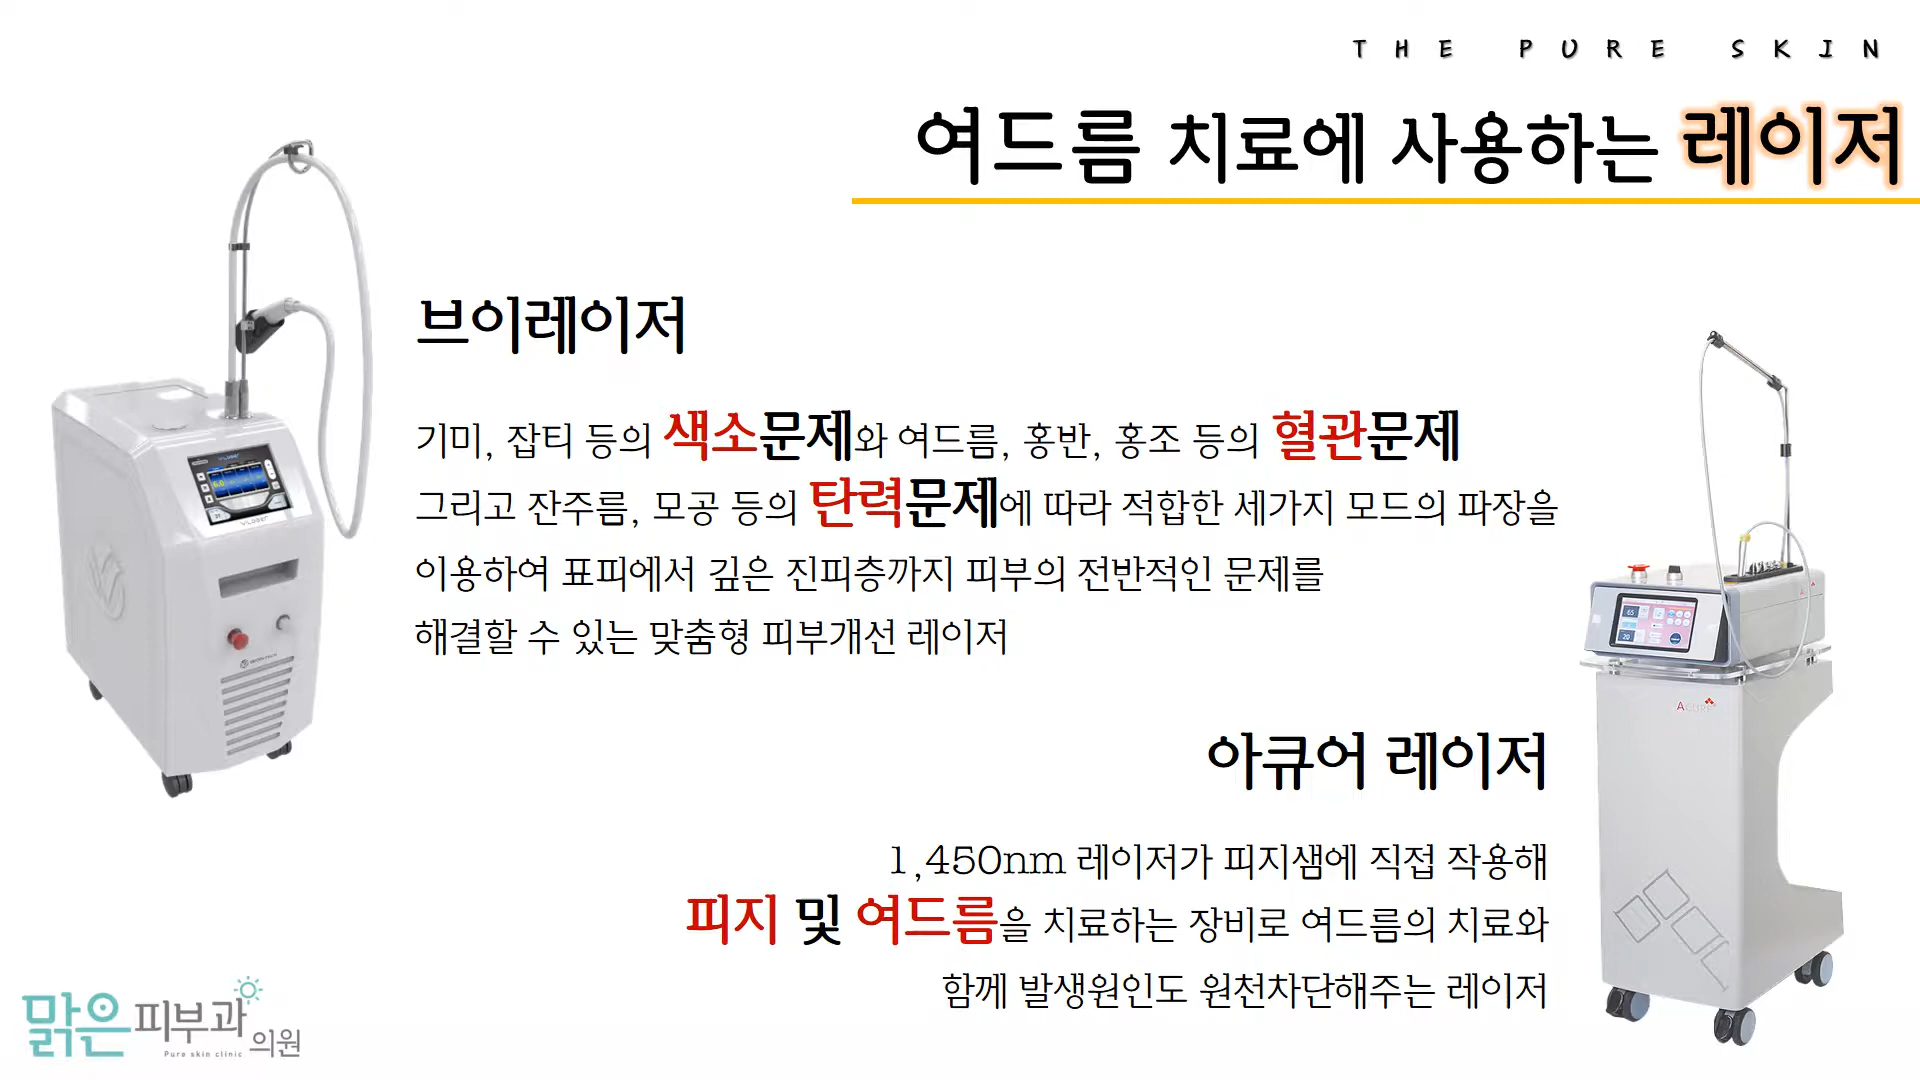 THE PURE SKIN
여드름 치료에 사용하는 레이저
브이레이저
기미, 잡티 등의 색소문제와 여드름, 홍반, 홍조 등의 혈관문제
그리고 잔주름, 모공 등의 탄력문제에 따라 적합한 세가지 모드의 파장을
이용하여 표피에서 깊은 진피층까지 피부의 전반적인 문제를
해결할 수 있는 맞춤형 피부개선 레이저
아큐어 레이저
1,450nm 레이저가 피지샘에 직접 작용해
피지 및 여드름을 치료하는 장비로 여드름의 치료와
함께 발생원인도 원천차단해주는 레이저
맑은피부과의원
Pure skin clinic
V-Laser
ACURE